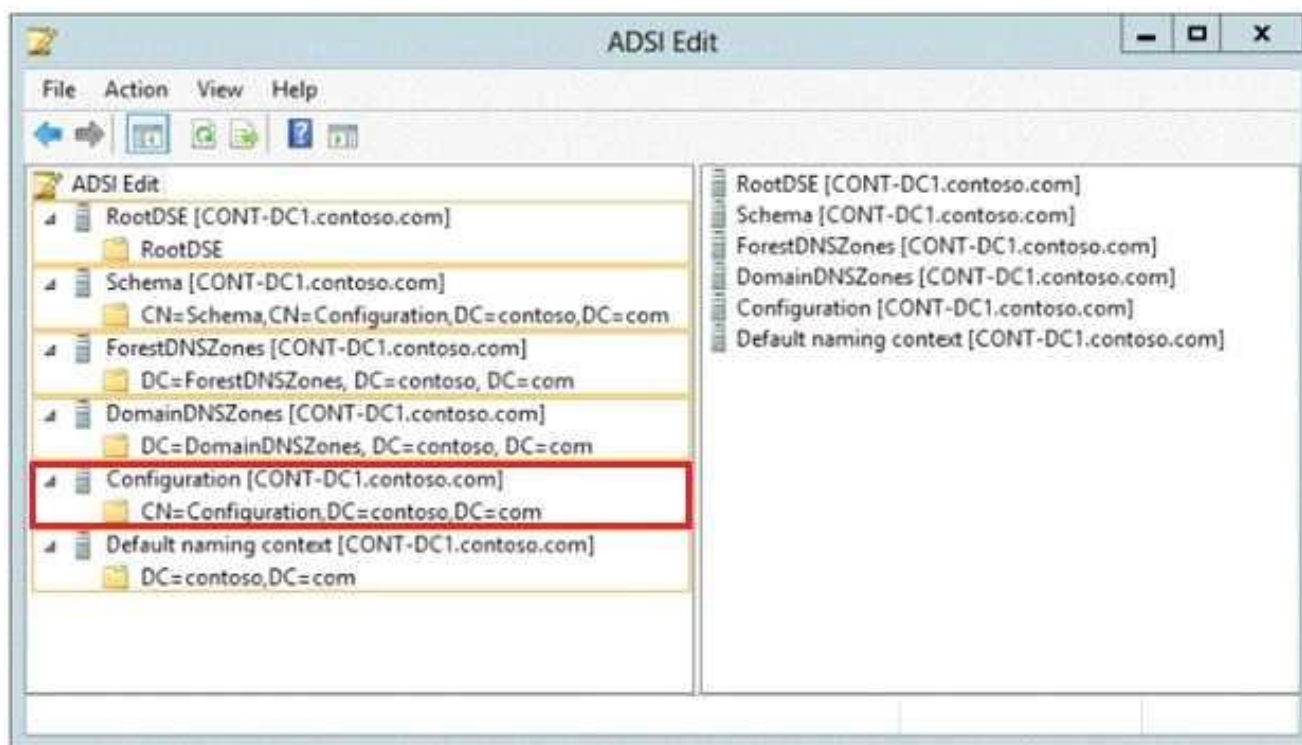 ADSI Edit
File Action View Help
ADSI Edit
RootDSE [CONT-DC1.contoso.com]
RootDSE
Schema [CONT-DC1.contoso.com]
CN=Schema,CN=Configuration,DC=contoso,DC=com
ForestDNSZones [CONT-DC1.contoso.com]
DC=ForestDNSZones, DC=contoso, DC=com
DomainDNSZones [CONT-DC1.contoso.com]
DC=DomainDNSZones, DC=contoso, DC=com
Configuration [CONT-DC1.contoso.com]
CN=Configuration,DC=contoso,DC=com
Default naming context [CONT-DC1.contoso.com]
DC=contoso,DC=com
RootDSE [CONT-DC1.contoso.com]
Schema [CONT-DC1.contoso.com]
ForestDNSZones [CONT-DC1.contoso.com]
DomainDNSZones [CONT-DC1.contoso.com]
Configuration [CONT-DC1.contoso.com]
Default naming context [CONT-DC1.contoso.com]